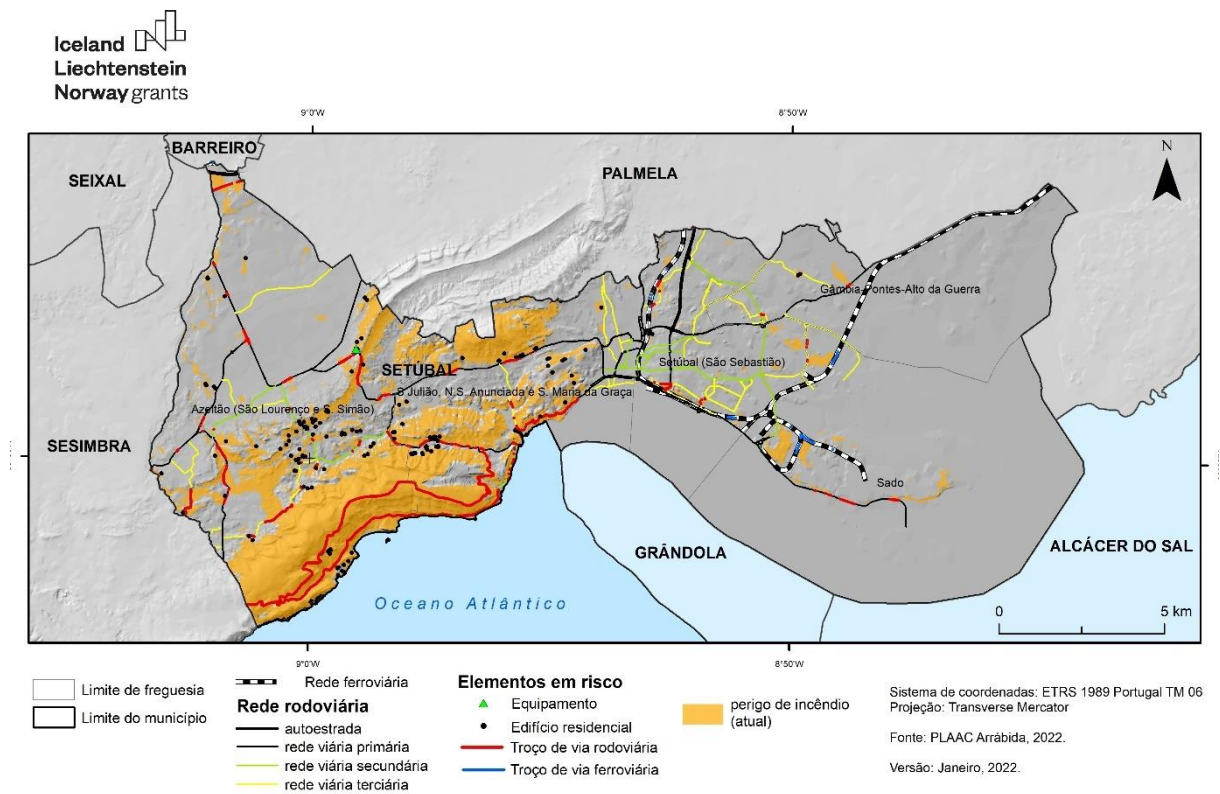 Iceland
Liechtenstein
Norway grants
9°0'W
8°50'W
BARREIRO
SEIXAL
PALMELA
N
Gâmbia-Pontes-Alto da Guerra
SETÚBAL
Setúbal (São Sebastião)
S Julião, N.S. Anunciada e S. Maria da Graça
Azeitão (São Lourenço e S. Simão)
SESIMBRA
Sado
GRÂNDOLA
ALCÁCER DO SAL
Oceano Atlântico
0 5 km
9°0'W
8°50'W
Limite de freguesia
Limite do município
Rede ferroviária
Rede rodoviária
autoestrada
rede viária primária
rede viária secundária
rede viária terciária
Elementos em risco
Equipamento
Edifício residencial
Troço de via rodoviária
Troço de via ferroviária
perigo de incêndio
(atual)
Sistema de coordenadas: ETRS 1989 Portugal TM 06
Projeção: Transverse Mercator
Fonte: PLAAC Arrábida, 2022.
Versão: Janeiro, 2022.